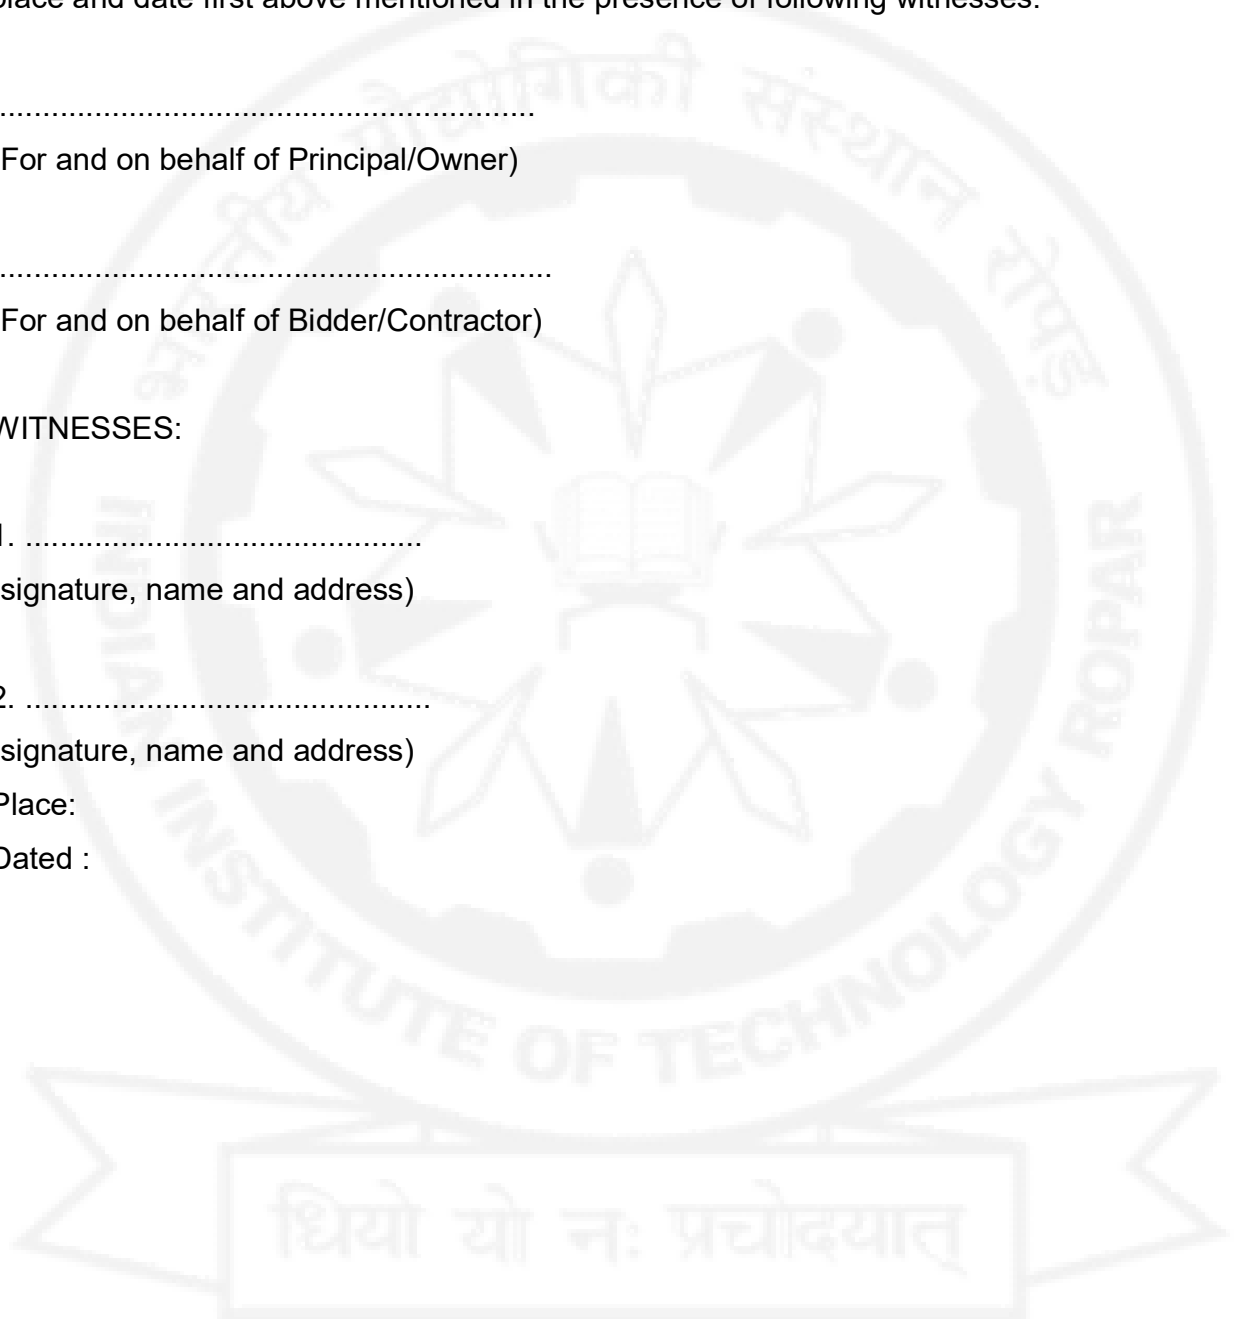 place and date first above mentioned in the presence of following witnesses:
...............................................................
For and on behalf of Principal/Owner)
.................................................................
For and on behalf of Bidder/Contractor)
WITNESSES:
1. ..............................................
signature, name and address)
2. ...............................................
signature, name and address)
Place:
Dated :
भारतीय प्रौद्योगिकी संस्थान रोपड़
INDIAN INSTITUTE OF TECHNOLOGY ROPAR
धियो यो नः प्रचोदयात्